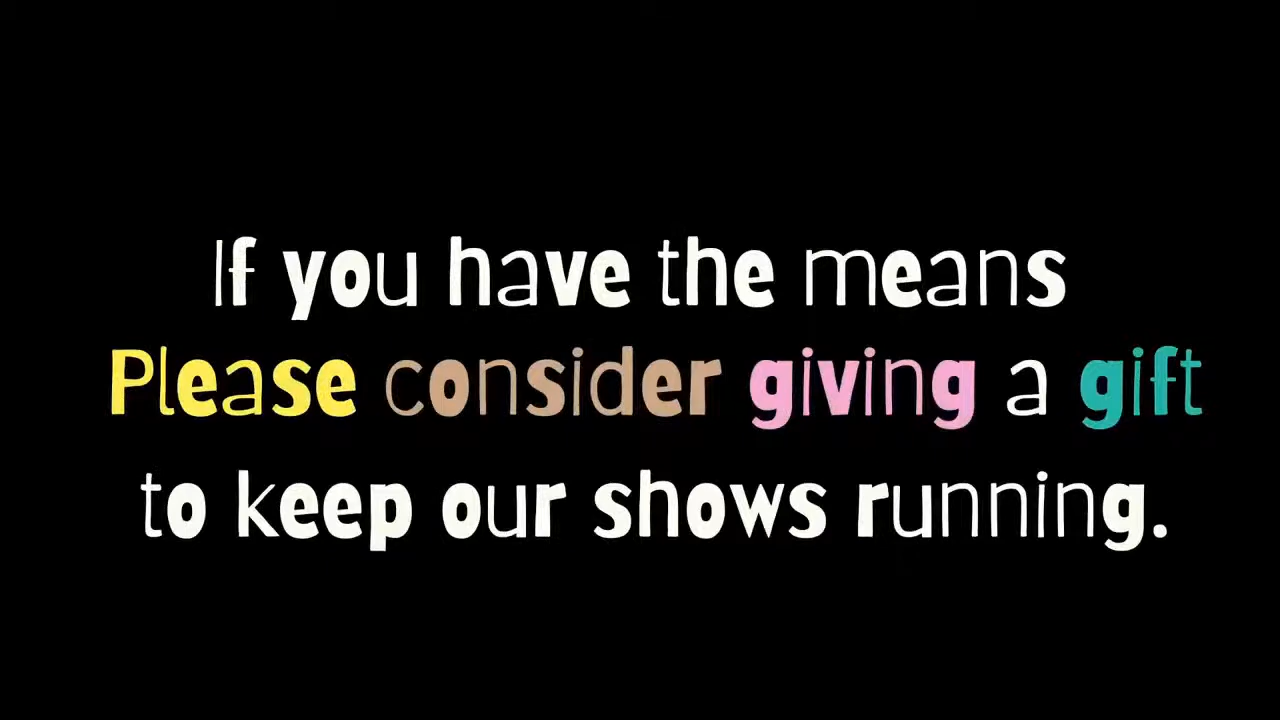 If you have the means
Please consider giving a gift
to keep our shows running.